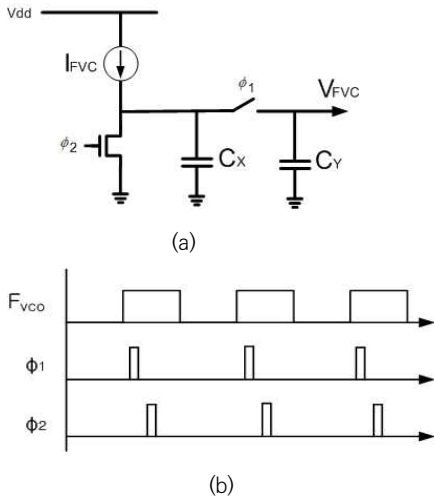 Vdd
IFVC
ϕ1
VFVC
ϕ2
CX
CY
(a)
FVCO
Φ1
Φ2
(b)